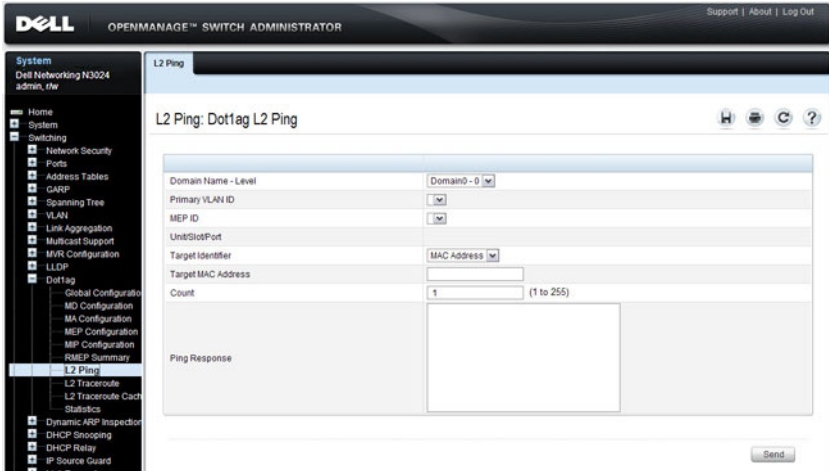 Support | About | Log Out
DELL OPENMANAGE™ SWITCH ADMINISTRATOR
System
Dell Networking N3024
admin, r/w
Home
System
Switching
Network Security
Ports
Address Tables
GARP
Spanning Tree
VLAN
Link Aggregation
Multicast Support
MVR Configuration
LLDP
Dot1ag
Global Configuratio
MD Configuration
MA Configuration
MEP Configuration
MIP Configuration
RMEP Summary
L2 Ping
L2 Traceroute
L2 Traceroute Cach
Statistics
Dynamic ARP Inspection
DHCP Snooping
DHCP Relay
IP Source Guard
L2 Ping
L2 Ping: Dot1ag L2 Ping
Domain Name - Level Domain0 - 0
Primary VLAN ID
MEP ID
Unit/Slot/Port
Target Identifier MAC Address
Target MAC Address
Count 1 (1 to 255)
Ping Response
Send